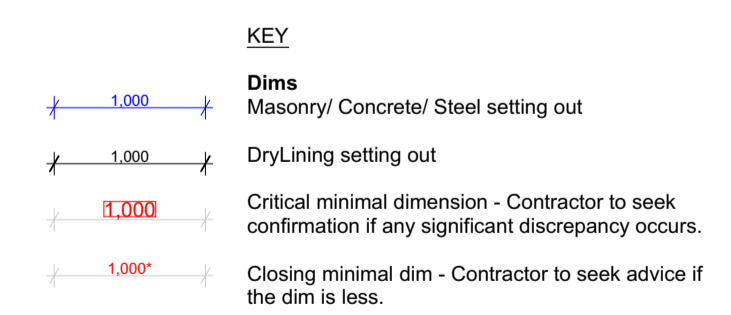 KEY
Dims
1,000
Masonry/ Concrete/ Steel setting out
1,000
DryLining setting out
1,000
Critical minimal dimension - Contractor to seek
confirmation if any significant discrepancy occurs.
1,000*
Closing minimal dim - Contractor to seek advice if
the dim is less.